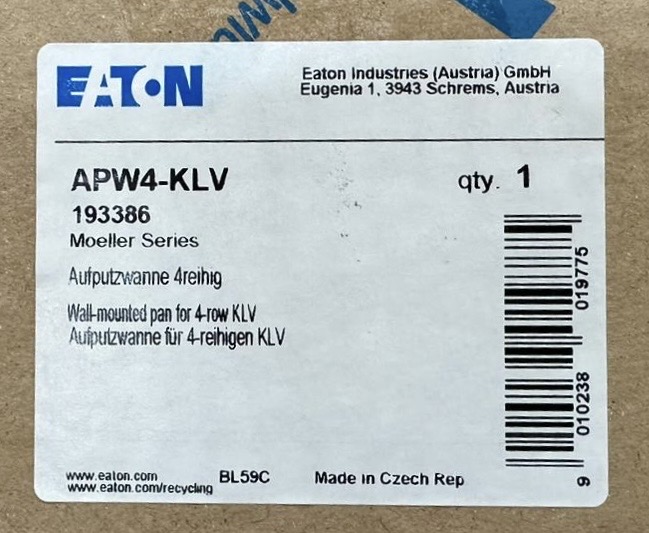 EATON
Eaton Industries (Austria) GmbH
Eugenia 1, 3943 Schrems, Austria
APW4-KLV
qty. 1
193386
Moeller Series
Aufputzwanne 4reihig
Wall-mounted pan for 4-row KLV
Aufputzwanne für 4-reihigen KLV
9 010238 019775
www.eaton.com
www.eaton.com/recycling
BL59C
Made in Czech Rep